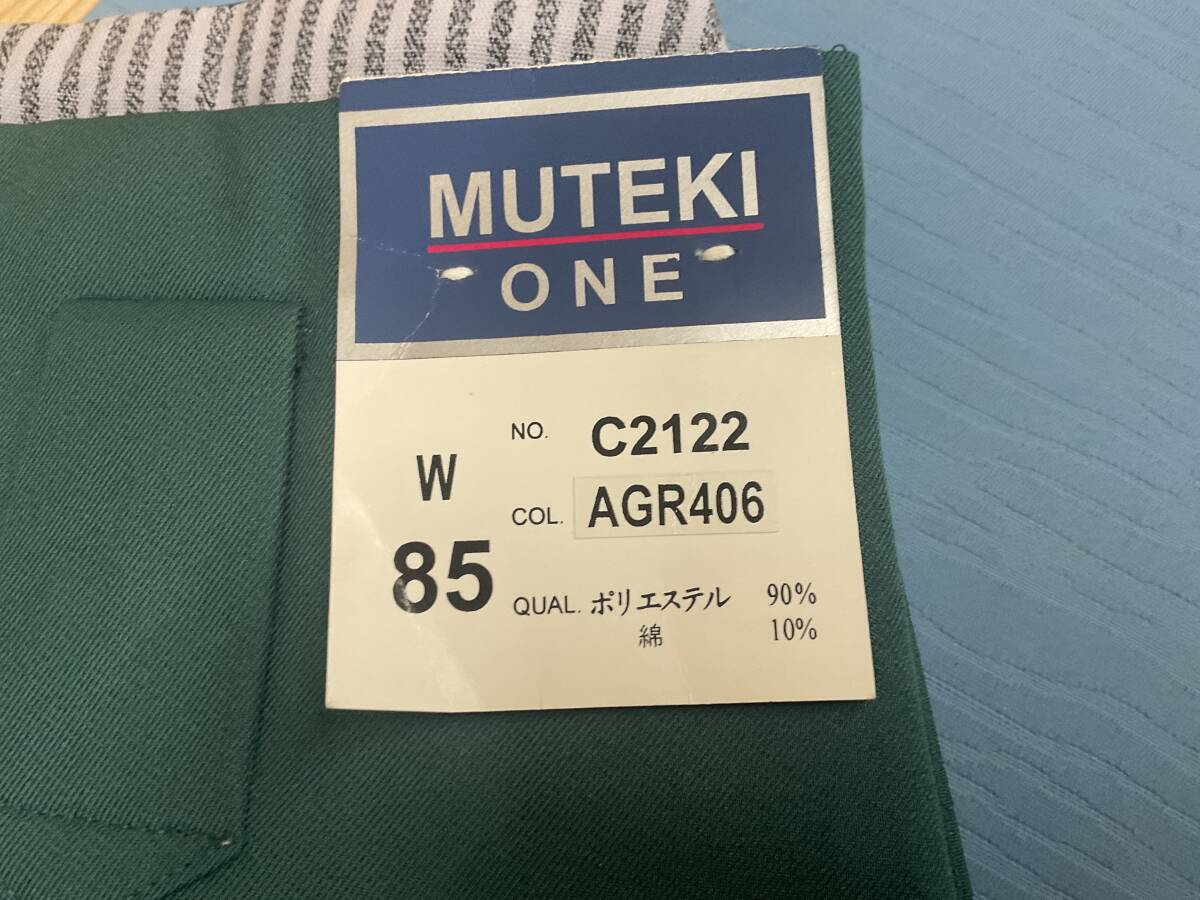 MUTEKI
ONE
NO. C2122
W
COL. AGR406
85
QUAL. ポリエステル 90%
綿 10%